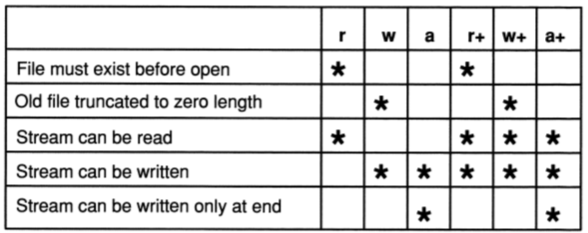 r w a r+ w+ a+
File must exist before open * *
Old file truncated to zero length * *
Stream can be read * * * *
Stream can be written * * * * *
Stream can be written only at end * *